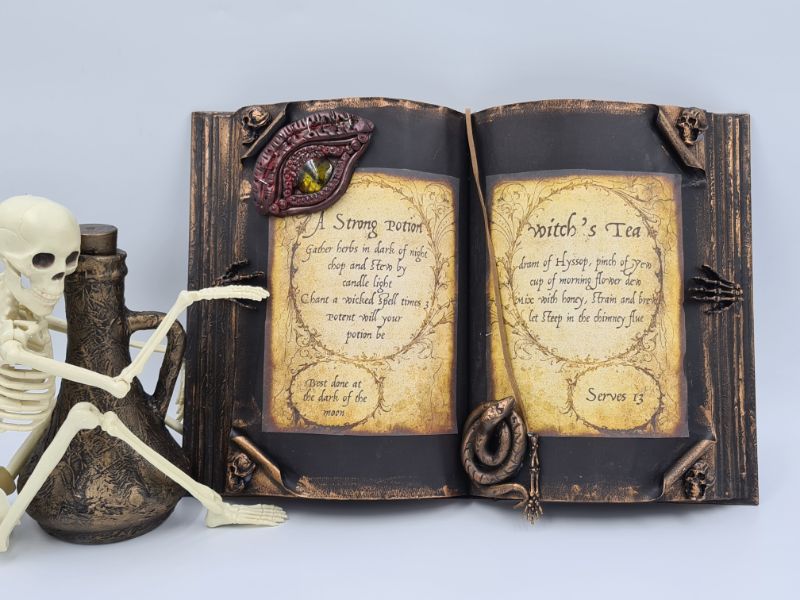 A Strong Potion
Gather herbs in dark of night
chop and stew by
candle light
Chant a wicked spell times 3
Potent will your
potion be
Best done at
the dark of the
moon
Witch's Tea
dram of Hyssop, pinch of Yew
cup of morning flower dew
mix with honey, strain and brew
let steep in the chimney flue
Serves 13